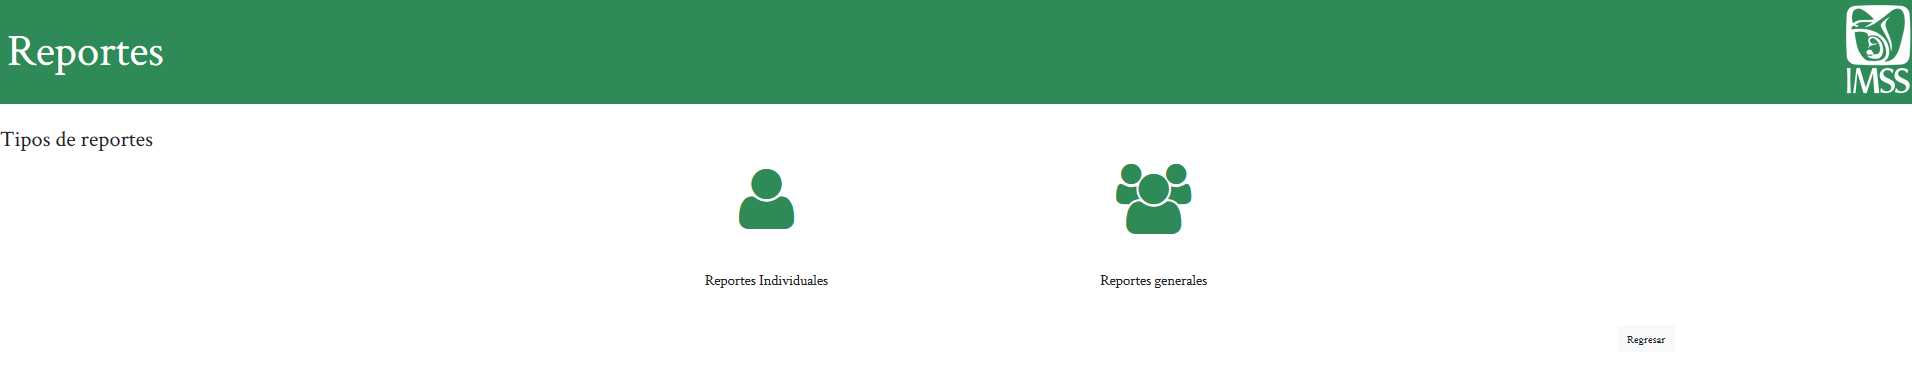 Reportes
IMSS
Tipos de reportes
Reportes Individuales
Reportes generales
Regresar